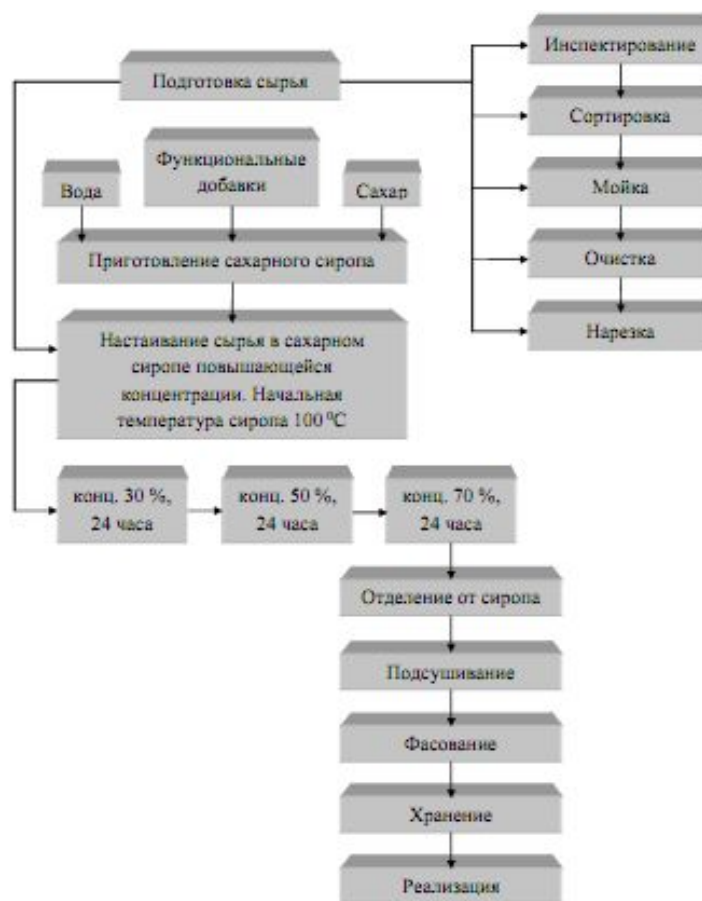 Подготовка сырья
Инспектирование
Сортировка
Мойка
Очистка
Нарезка
Вода
Функциональные
добавки
Сахар
Приготовление сахарного сиропа
Настаивание сырья в сахарном
сиропе повышающейся
концентрации. Начальная
температура сиропа 100 ⁰С
конц. 30 %,
24 часа
конц. 50 %,
24 часа
конц. 70 %,
24 часа
Отделение от сиропа
Подсушивание
Фасование
Хранение
Реализация